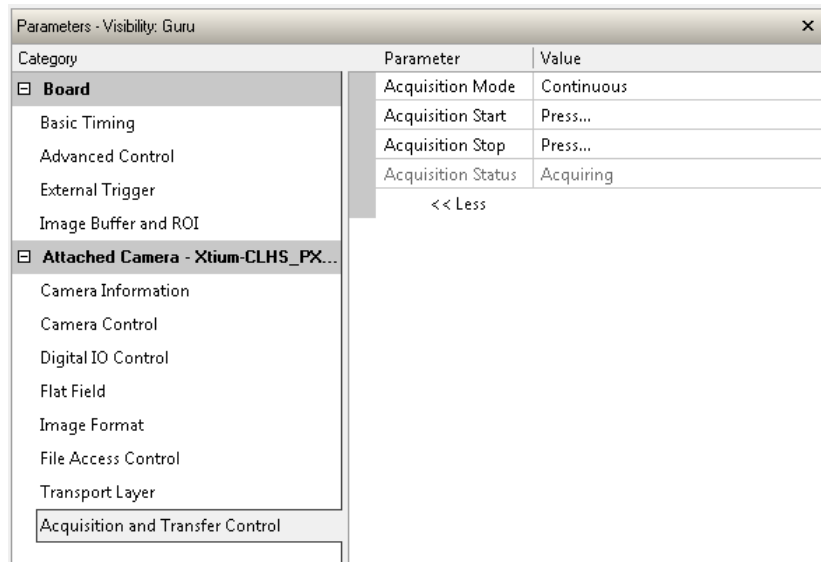 Parameters - Visibility: Guru
Category
Board
Basic Timing
Advanced Control
External Trigger
Image Buffer and ROI
Attached Camera - Xtium-CLHS_PX...
Camera Information
Camera Control
Digital IO Control
Flat Field
Image Format
File Access Control
Transport Layer
Acquisition and Transfer Control
Parameter Value
Acquisition Mode Continuous
Acquisition Start Press...
Acquisition Stop Press...
Acquisition Status Acquiring
<< Less